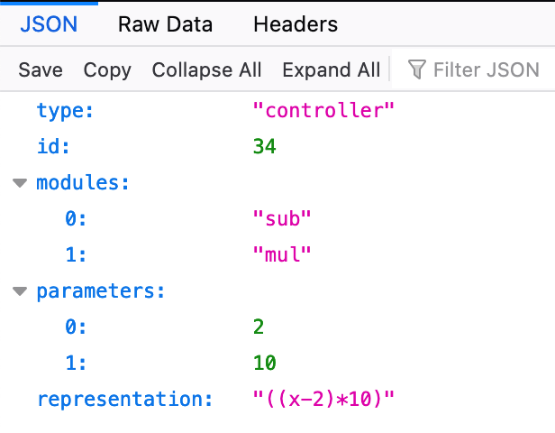 JSON Raw Data Headers
Save Copy Collapse All Expand All Filter JSON
type: "controller"
id: 34
modules:
0: "sub"
1: "mul"
parameters:
0: 2
1: 10
representation: "((x-2)*10)"